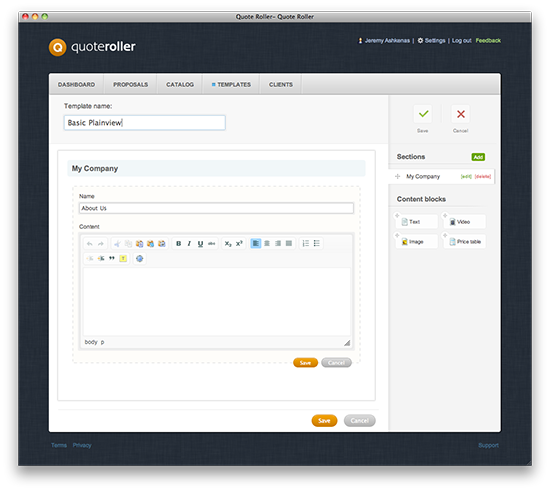 Quote Roller– Quote Roller
quoteroller
Jeremy Ashkenas | Settings | Log out Feedback
DASHBOARD PROPOSALS CATALOG TEMPLATES CLIENTS
Template name:
Basic Plainview
Save Cancel
Sections Add
My Company [edit] [delete]
Content blocks
Text Video
Image Price table
My Company
Name
About Us
Content
B I U ABC X₂ X²
body p
Save Cancel
Save Cancel
Terms Privacy Support